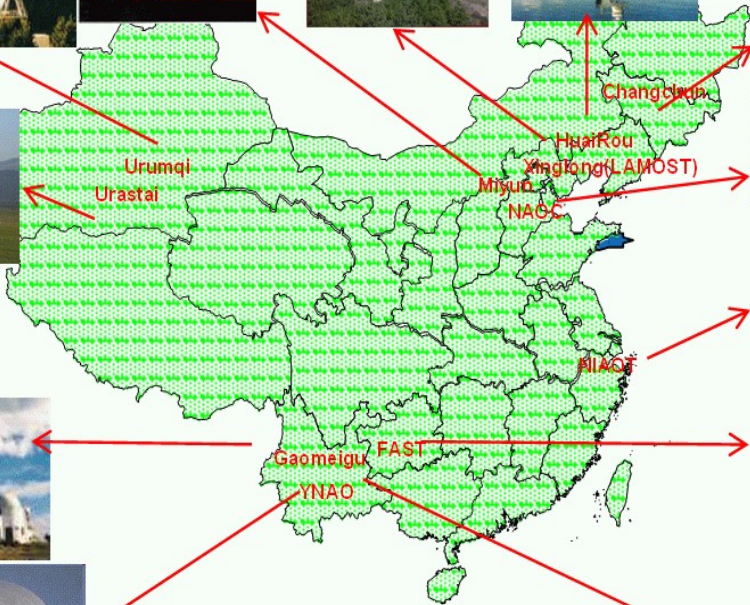 Changchun
HuaiRou
Xinglong(LAMOST)
Miyun
NAOC
Urumqi
Urastai
NIAOT
FAST
Gaomeigu
YNAO